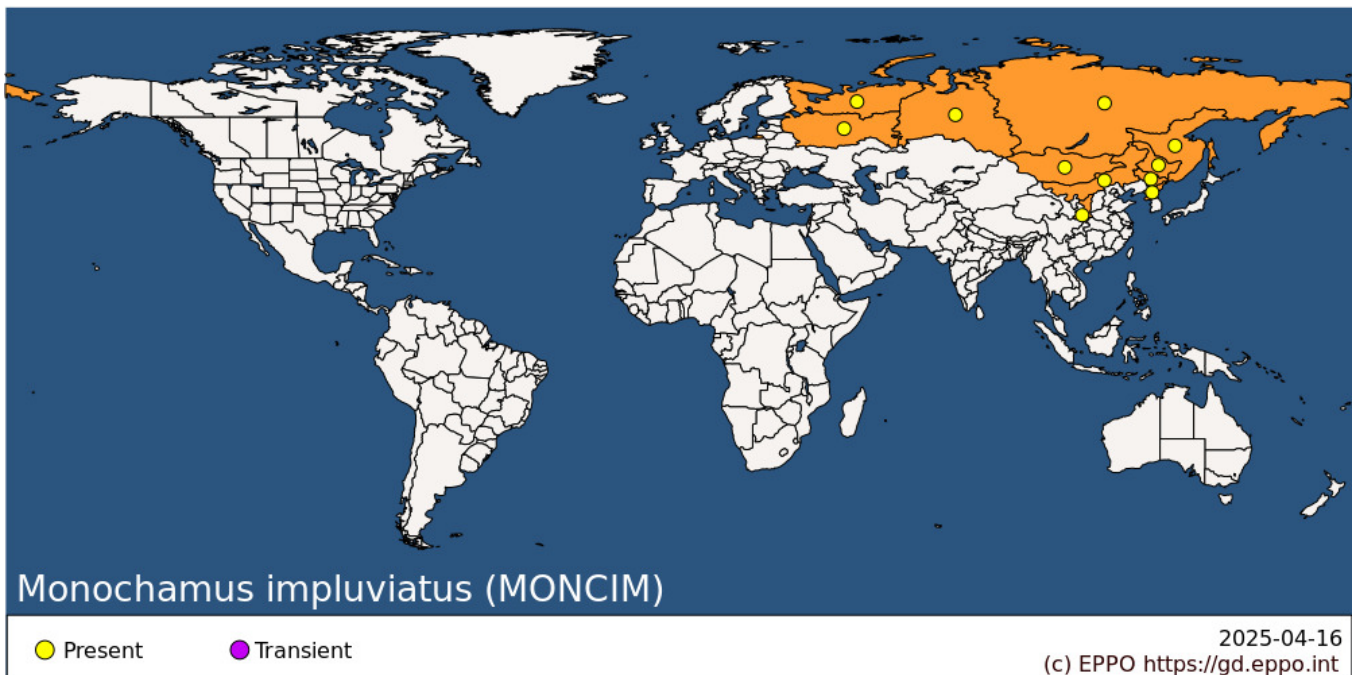 Monochamus impluviatus (MONCIM)
Present
Transient
2025-04-16
(c) EPPO https://gd.eppo.int